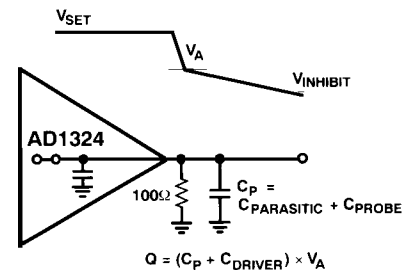 VSET
VA
VINHIBIT
AD1324
100Ω
CP =
CPARASITIC + CPROBE
Q = (CP + CDRIVER) × VA